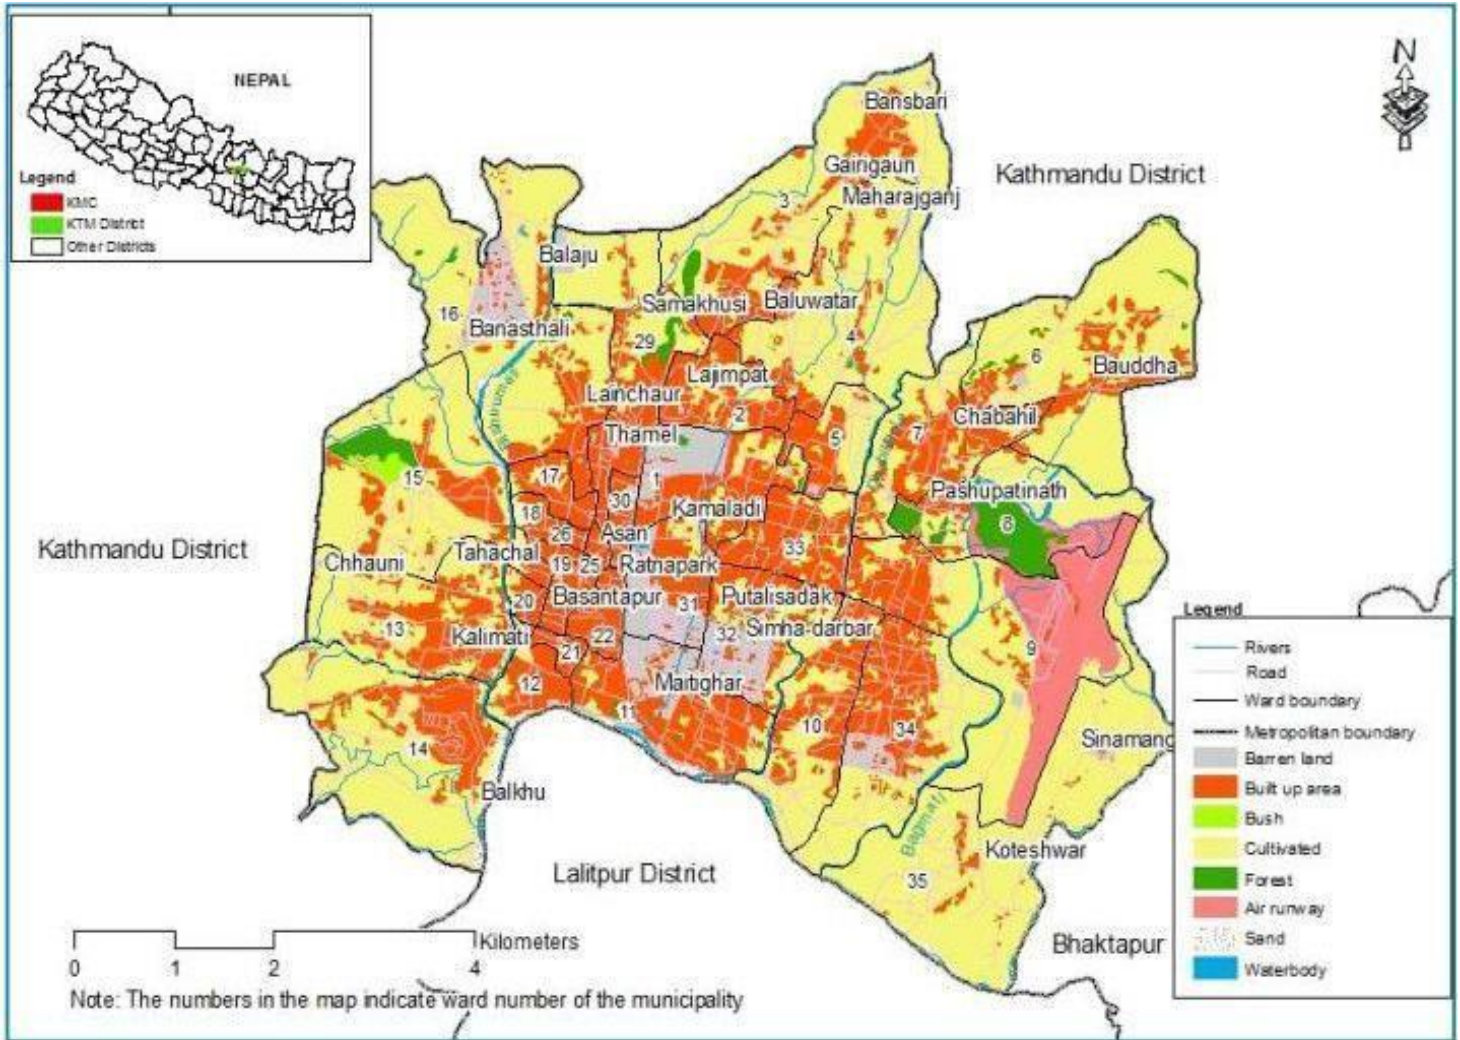 NEPAL
Legend
KMC
KTM District
Other Districts
N
Kathmandu District
Bansbari
Gairigaun
Maharajganj
3
Balaju
Samakhusi
Baluwatar
16
Banasthali
29
4
6
Bauddha
Lajimpat
Lainchaur
2
Chabahil
Thamel
5
7
15
17
1
Pashupatinath
30
Kamaladi
8
18
Kathmandu District
Asan
26
33
Tahachal
Chhauni
19
25
Ratnapark
20
Basantapur
31
Putalisadak
13
Kalimati
22
32
Simha-darbar
9
21
12
Maitighar
11
10
34
14
Sinamang
Balkhu
Bagmati
Koteshwar
35
Lalitpur District
Bhaktapur
Legend
Rivers
Road
Ward boundary
Metropolitan boundary
Barren land
Built up area
Bush
Cultivated
Forest
Air runway
Sand
Waterbody
Kilometers
0 1 2 4
Note: The numbers in the map indicate ward number of the municipality